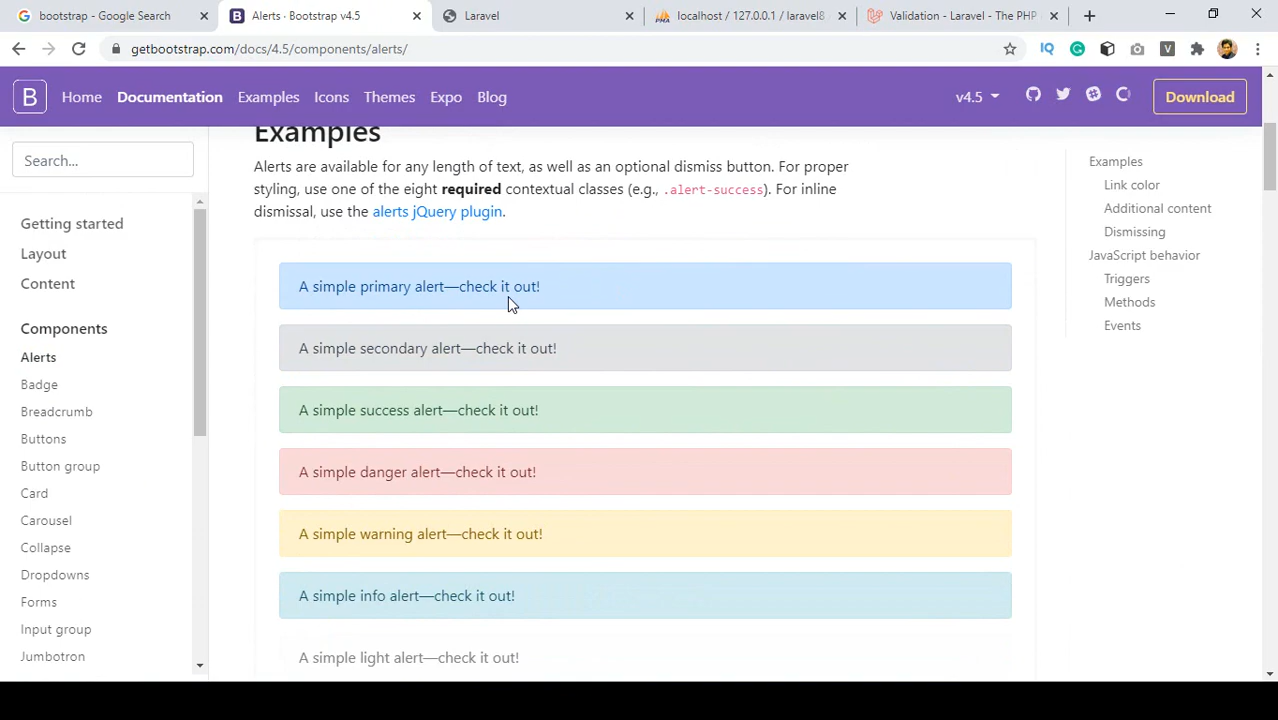 bootstrap - Google Search
Alerts · Bootstrap v4.5
Laravel
localhost / 127.0.0.1 / laravel8
Validation - Laravel - The PHP
getbootstrap.com/docs/4.5/components/alerts/
IQ
G
V
B
Home
Documentation
Examples
Icons
Themes
Expo
Blog
v4.5
Download
Search...
Getting started
Layout
Content
Components
Alerts
Badge
Breadcrumb
Buttons
Button group
Card
Carousel
Collapse
Dropdowns
Forms
Input group
Jumbotron
Examples
Alerts are available for any length of text, as well as an optional dismiss button. For proper
styling, use one of the eight required contextual classes (e.g., .alert-success). For inline
dismissal, use the alerts jQuery plugin.
A simple primary alert—check it out!
A simple secondary alert—check it out!
A simple success alert—check it out!
A simple danger alert—check it out!
A simple warning alert—check it out!
A simple info alert—check it out!
A simple light alert—check it out!
Examples
Link color
Additional content
Dismissing
JavaScript behavior
Triggers
Methods
Events